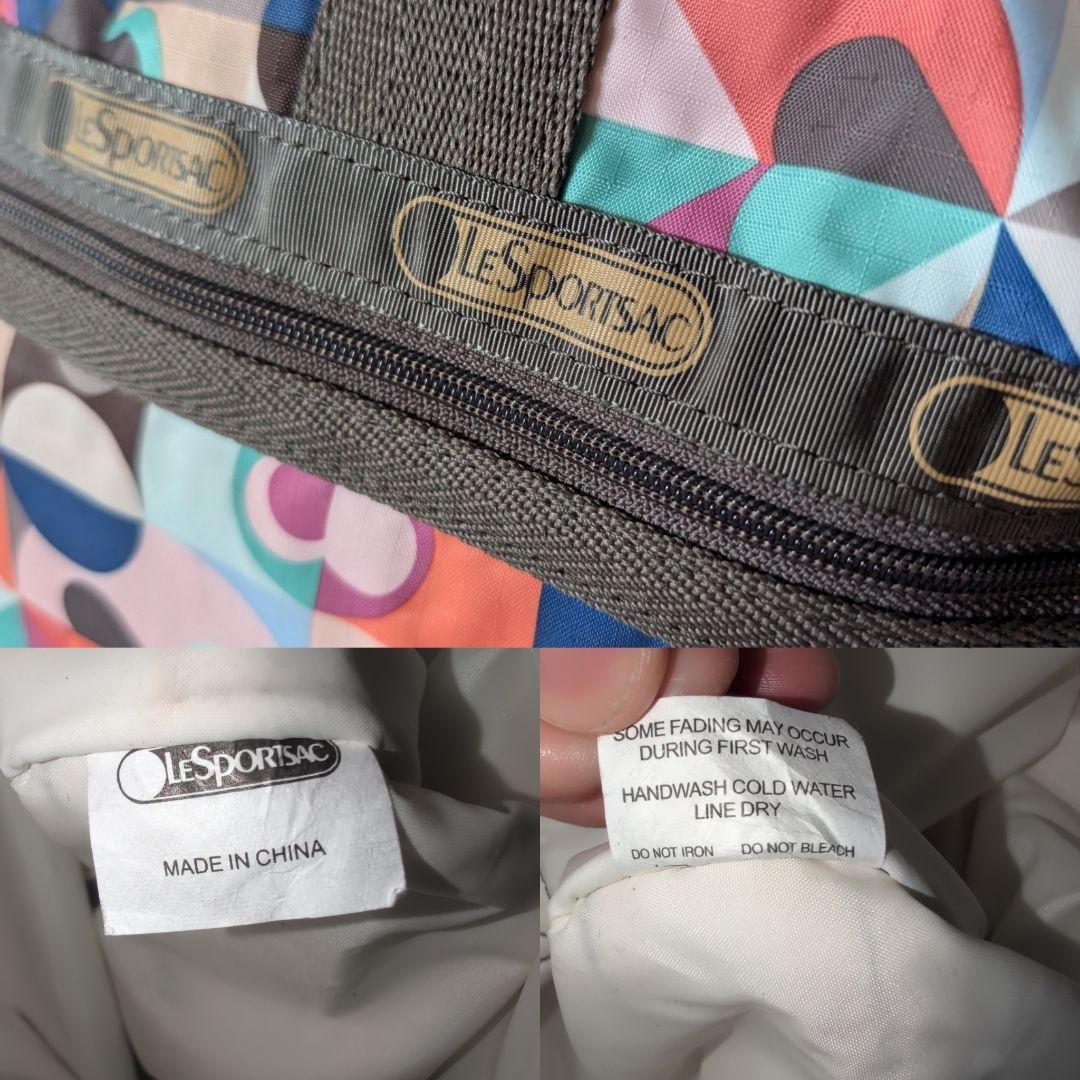 LESPORTSAC
LESPORTSAC
LES
LESPORTSAC
MADE IN CHINA
SOME FADING MAY OCCUR
DURING FIRST WASH
HANDWASH COLD WATER
LINE DRY
DO NOT IRON DO NOT BLEACH